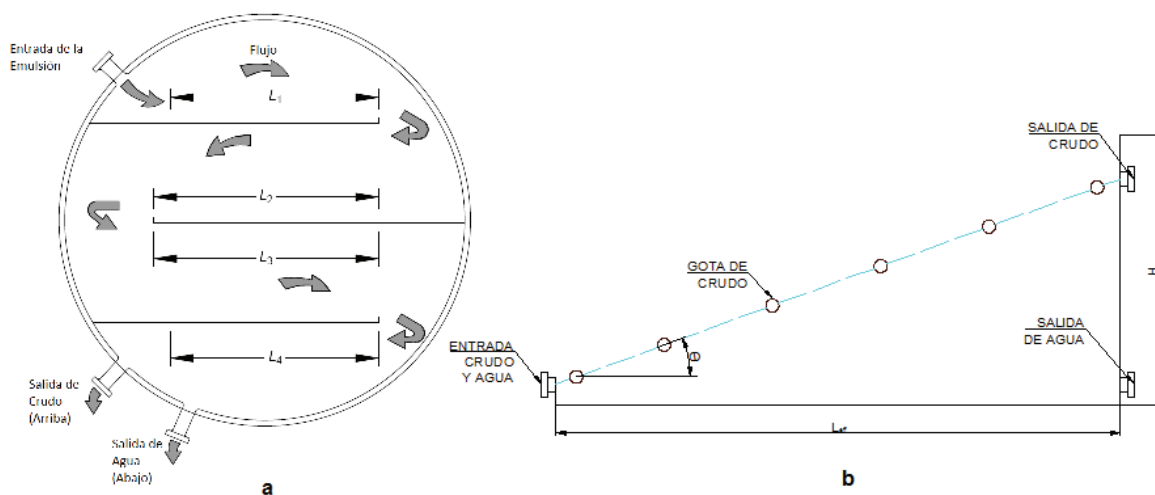 Entrada de la
Emulsión
Flujo
L1
L2
L3
L4
Salida de
Crudo
(Arriba)
Salida de
Agua
(Abajo)
a
SALIDA DE
CRUDO
GOTA DE
CRUDO
ENTRADA
CRUDO
Y AGUA
Θ
SALIDA
DE AGUA
H
b